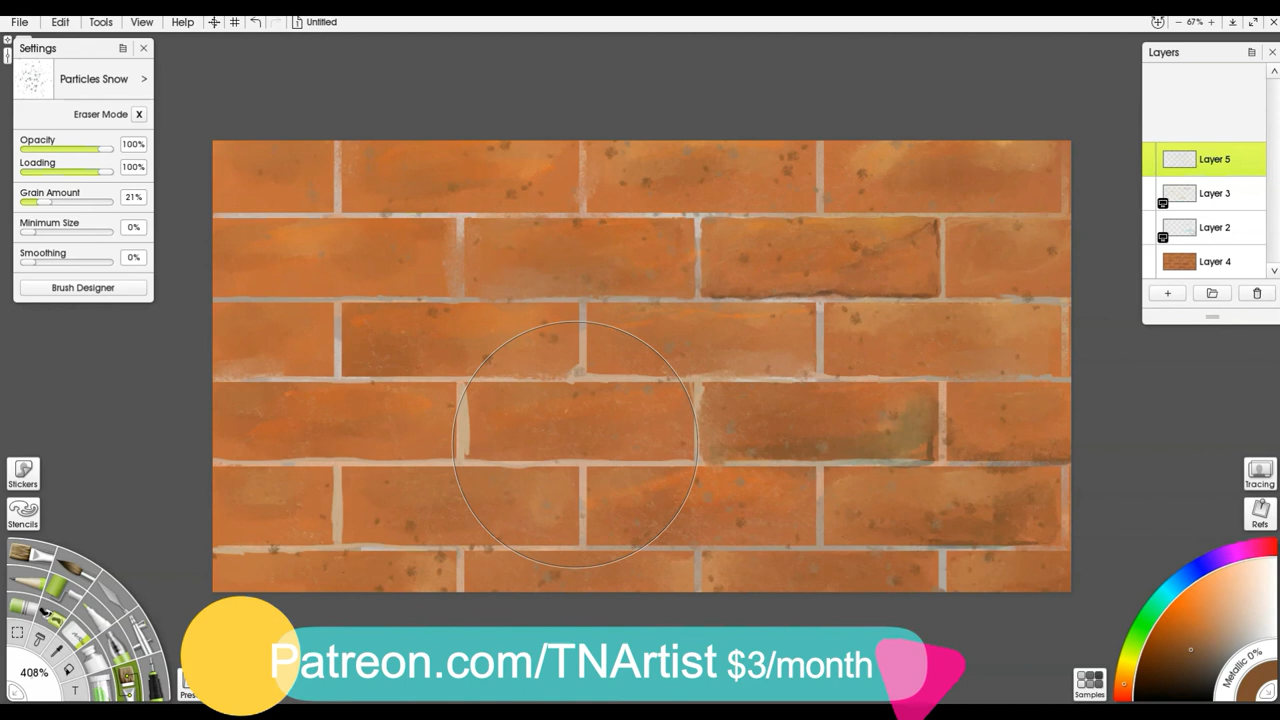 File Edit Tools View Help Untitled 67%
Settings
Particles Snow >
Eraser Mode X
Opacity 100%
Loading 100%
Grain Amount 21%
Minimum Size 0%
Smoothing 0%
Brush Designer
Layers
Layer 5
Layer 3
Layer 2
Layer 4
Stickers
Stencils
Tracing
Refs
408%
T
Patreon.com/TNArtist $3/month
Metallic 0%
Samples